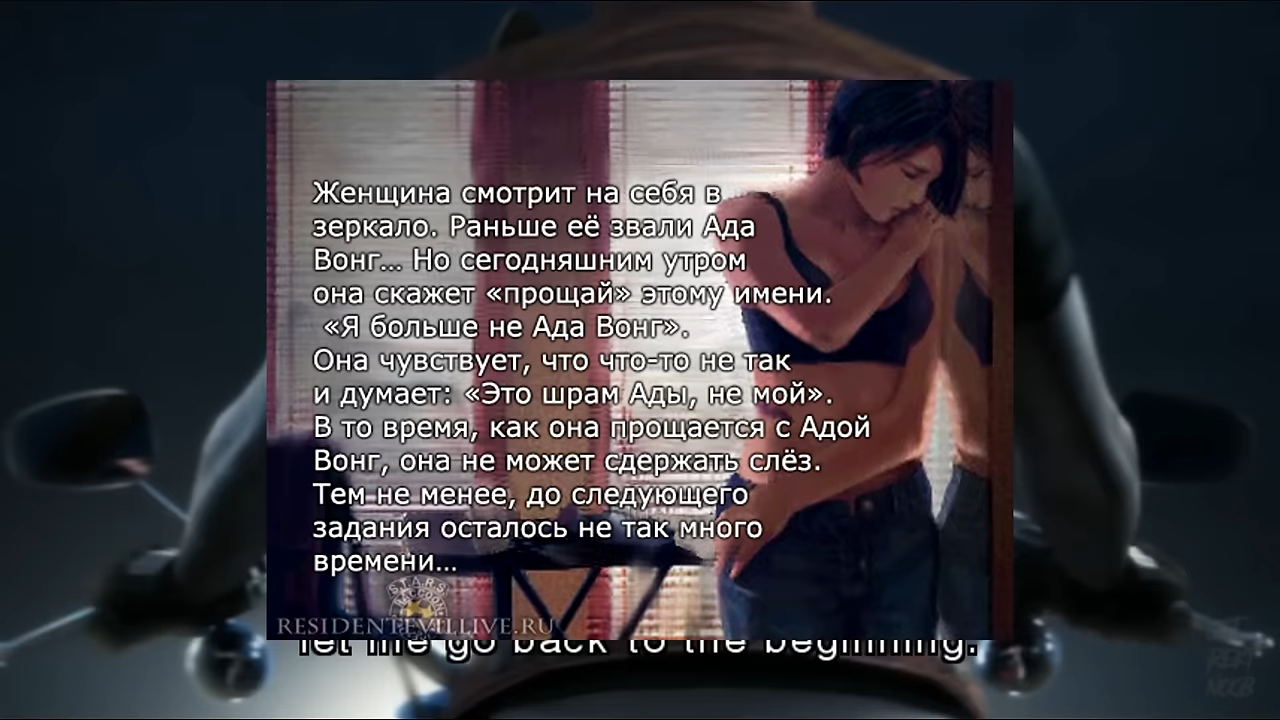 Женщина смотрит на себя в
зеркало. Раньше её звали Ада
Вонг... Но сегодняшним утром
она скажет «прощай» этому имени.
«Я больше не Ада Вонг».
Она чувствует, что что-то не так
и думает: «Это шрам Ады, не мой».
В то время, как она прощается с Адой
Вонг, она не может сдержать слёз.
Тем не менее, до следующего
задания осталось не так много
времени...
S.T.A.R.S.
RACCOON
RESIDENTEVILLIVE.RU
let me go back to the beginning.